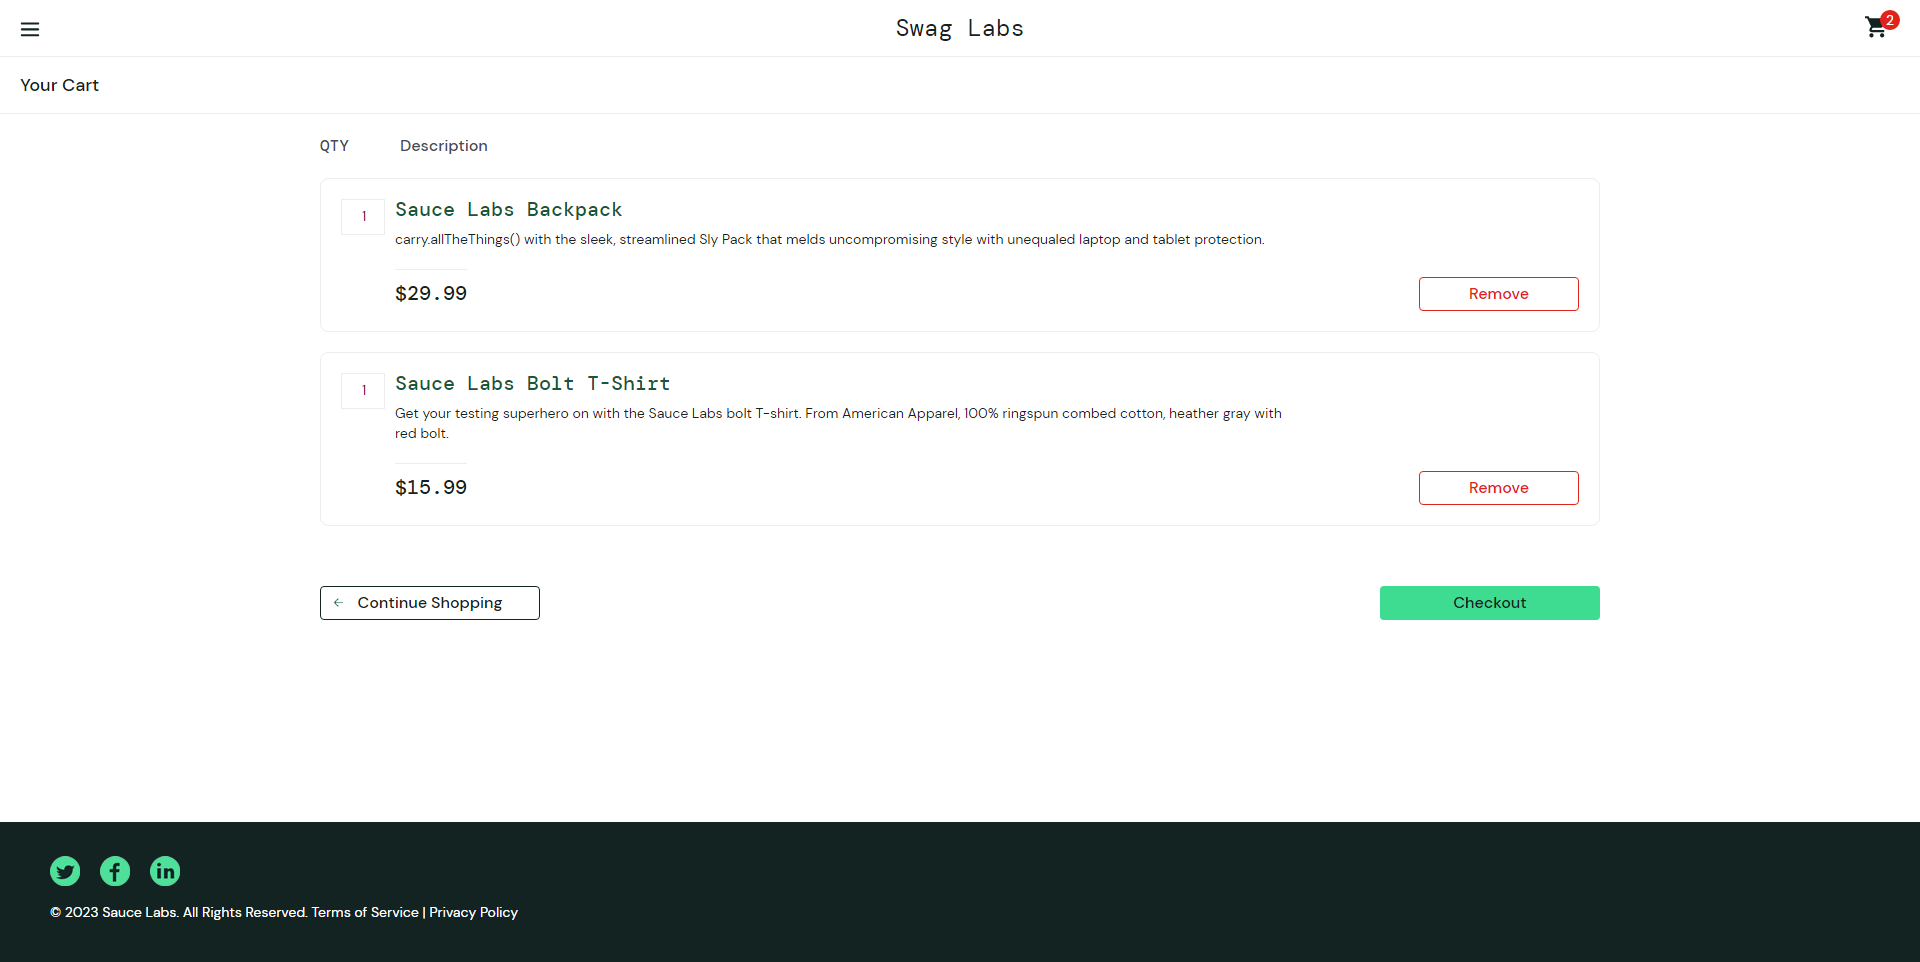 Swag Labs
2
Your Cart
QTY Description
1
Sauce Labs Backpack
carry.allTheThings() with the sleek, streamlined Sly Pack that melds uncompromising style with unequaled laptop and tablet protection.
$29.99
Remove
1
Sauce Labs Bolt T-Shirt
Get your testing superhero on with the Sauce Labs bolt T-shirt. From American Apparel, 100% ringspun combed cotton, heather gray with
red bolt.
$15.99
Remove
Continue Shopping
Checkout
© 2023 Sauce Labs. All Rights Reserved. Terms of Service | Privacy Policy